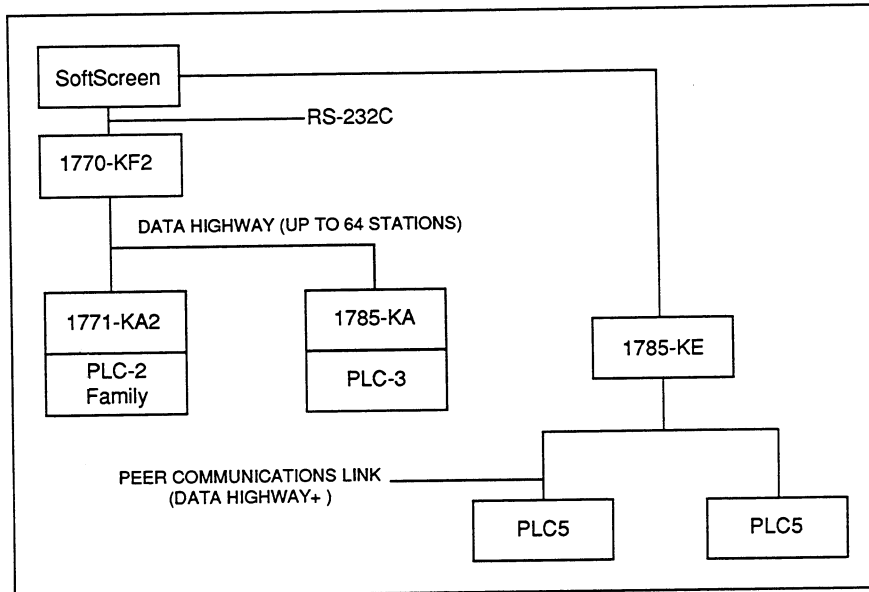 SoftScreen
RS-232C
1770-KF2
DATA HIGHWAY (UP TO 64 STATIONS)
1771-KA2
PLC-2
Family
1785-KA
PLC-3
1785-KE
PEER COMMUNICATIONS LINK
(DATA HIGHWAY+ )
PLC5
PLC5